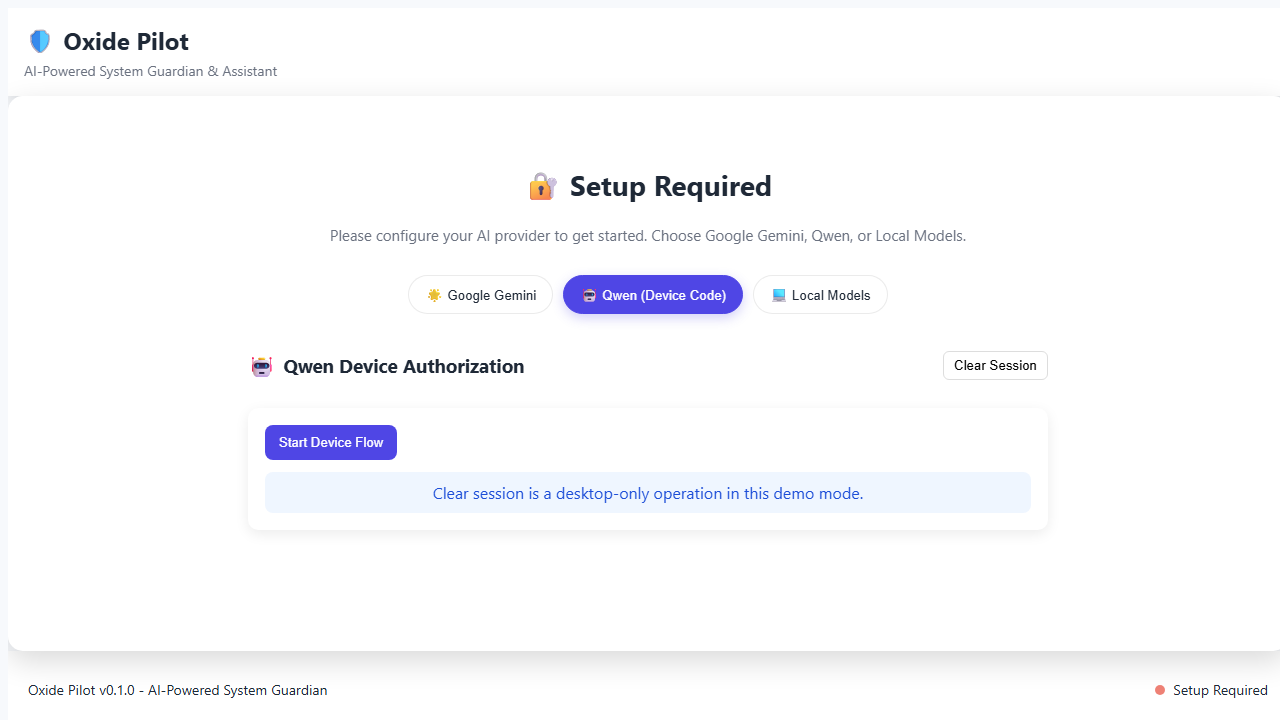 Oxide Pilot
AI-Powered System Guardian & Assistant
Setup Required
Please configure your AI provider to get started. Choose Google Gemini, Qwen, or Local Models.
Google Gemini
Qwen (Device Code)
Local Models
Qwen Device Authorization
Clear Session
Start Device Flow
Clear session is a desktop-only operation in this demo mode.
Oxide Pilot v0.1.0 - AI-Powered System Guardian
Setup Required